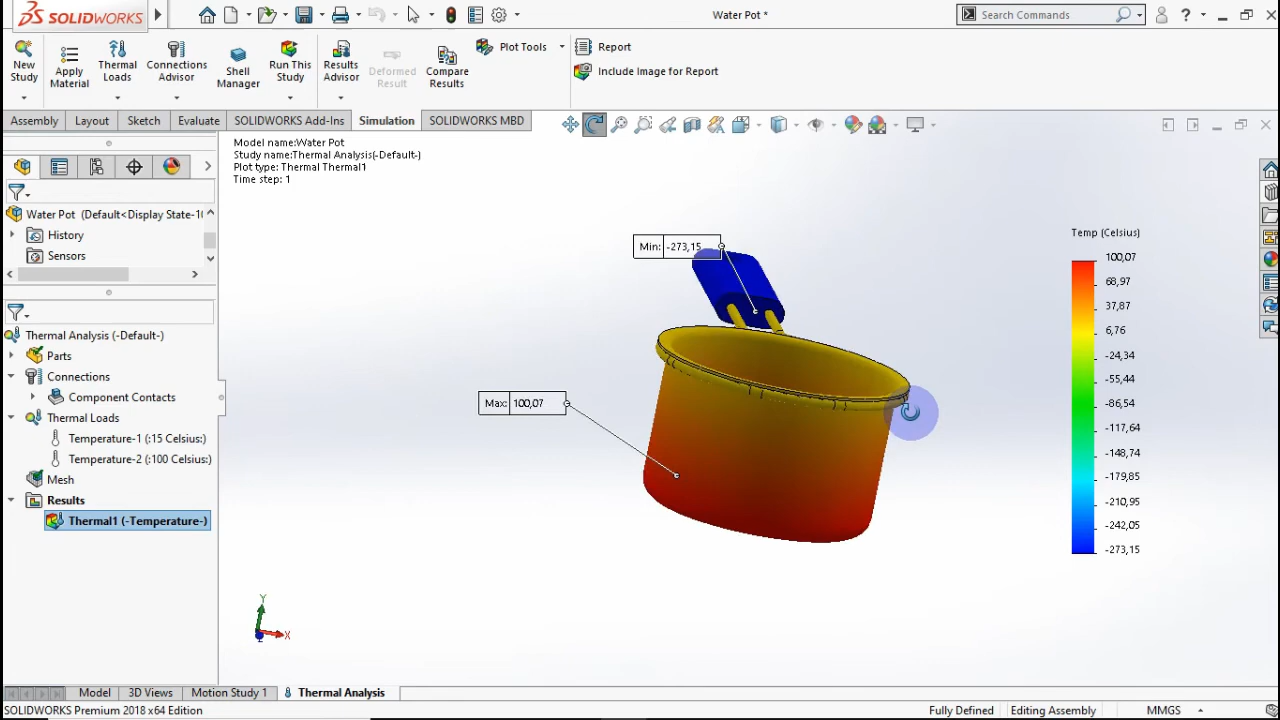 SOLIDWORKS
Water Pot *
Search Commands
New Study
Apply Material
Thermal Loads
Connections Advisor
Shell Manager
Run This Study
Results Advisor
Deformed Result
Compare Results
Plot Tools
Report
Include Image for Report
Assembly
Layout
Sketch
Evaluate
SOLIDWORKS Add-Ins
Simulation
SOLIDWORKS MBD
Model name:Water Pot
Study name:Thermal Analysis(-Default-)
Plot type: Thermal Thermal1
Time step: 1
Water Pot (Default<Display State-1(
History
Sensors
Thermal Analysis (-Default-)
Parts
Connections
Component Contacts
Thermal Loads
Temperature-1 (:15 Celsius:)
Temperature-2 (:100 Celsius:)
Mesh
Results
Thermal1 (-Temperature-)
Min: -273,15
Max: 100,07
Temp (Celsius)
100,07
68,97
37,87
6,76
-24,34
-55,44
-86,54
-117,64
-148,74
-179,85
-210,95
-242,05
-273,15
Y
X
Z
Model
3D Views
Motion Study 1
Thermal Analysis
SOLIDWORKS Premium 2018 x64 Edition
Fully Defined
Editing Assembly
MMGS